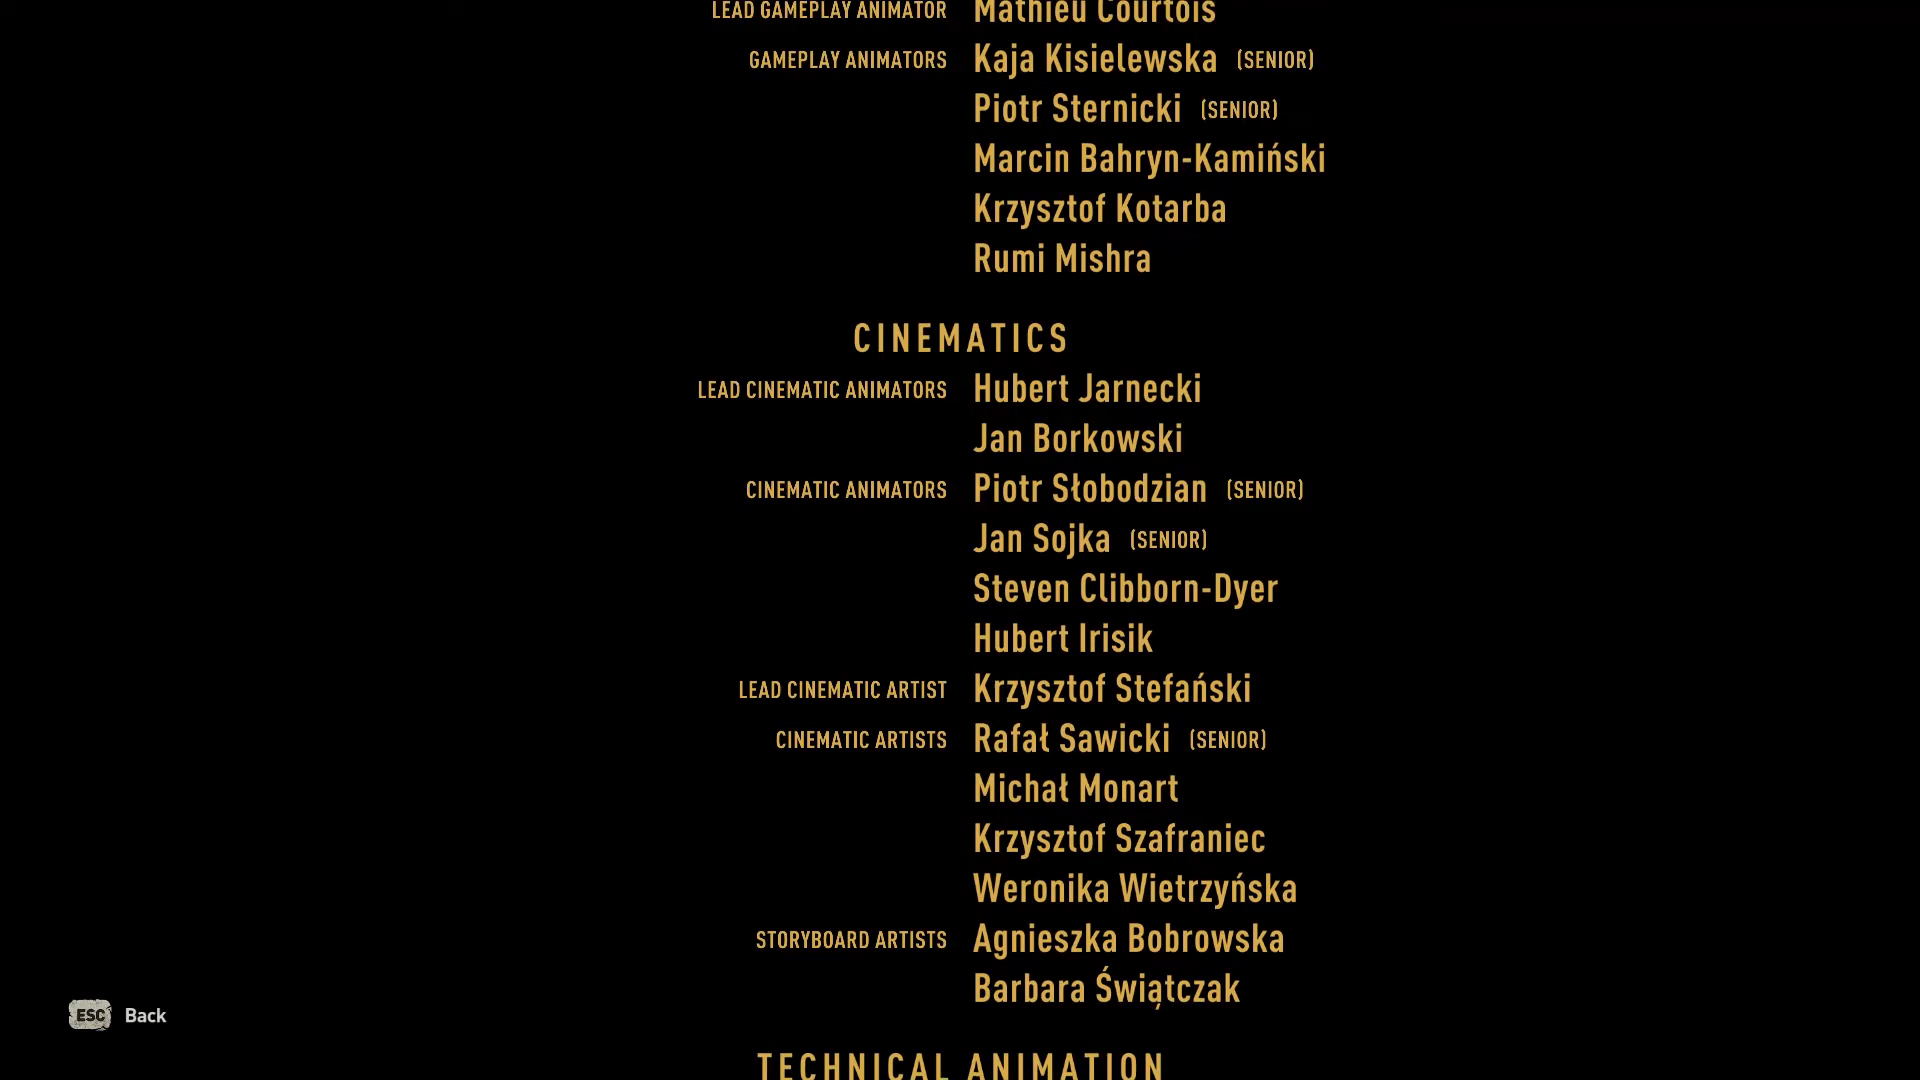 LEAD GAMEPLAY ANIMATOR Mathieu Courtois
GAMEPLAY ANIMATORS Kaja Kisielewska (SENIOR)
Piotr Sternicki (SENIOR)
Marcin Bahryn-Kamiński
Krzysztof Kotarba
Rumi Mishra
CINEMATICS
LEAD CINEMATIC ANIMATORS Hubert Jarnecki
Jan Borkowski
CINEMATIC ANIMATORS Piotr Słobodzian (SENIOR)
Jan Sojka (SENIOR)
Steven Clibborn-Dyer
Hubert Irisik
LEAD CINEMATIC ARTIST Krzysztof Stefański
CINEMATIC ARTISTS Rafał Sawicki (SENIOR)
Michał Monart
Krzysztof Szafraniec
Weronika Wietrzyńska
STORYBOARD ARTISTS Agnieszka Bobrowska
Barbara Świątczak
ESC Back
TECHNICAL ANIMATION